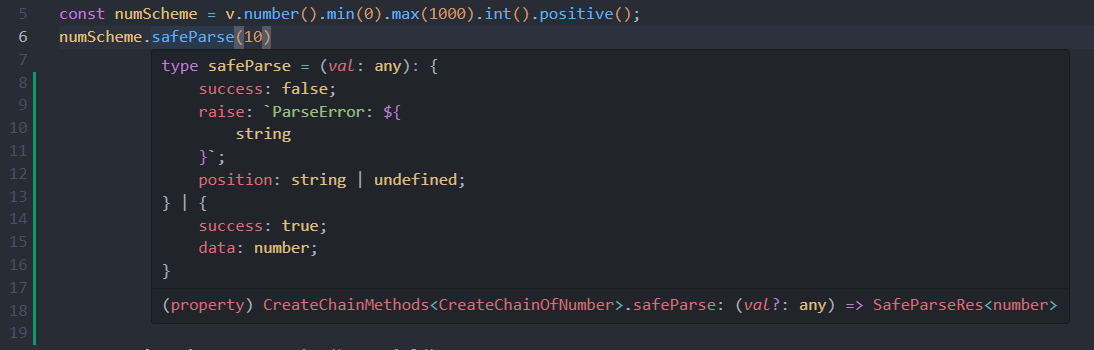 5 const numScheme = v.number().min(0).max(1000).int().positive();
6 numScheme.safeParse(10)
7 type safeParse = (val: any): {
8 success: false;
9 raise: `ParseError: ${
10 string
11 }`;
12 position: string | undefined;
13 } | {
14 success: true;
15 data: number;
16 }
17
18 (property) CreateChainMethods<CreateChainOfNumber>.safeParse: (val?: any) => SafeParseRes<number>
19